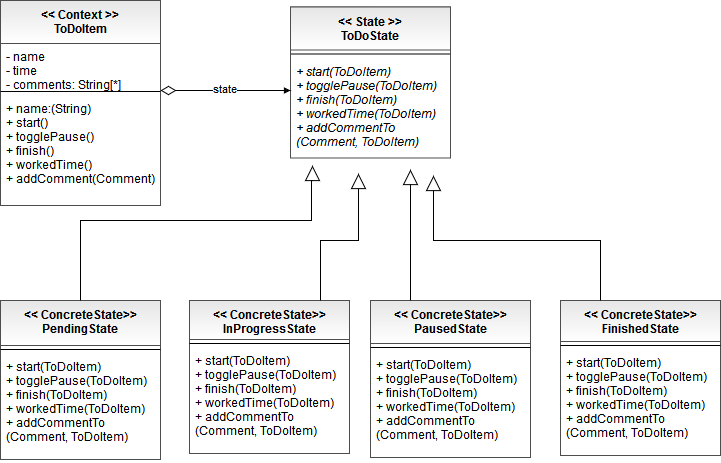 << Context >>
ToDoItem
- name
- time
- comments: String[*]
+ name:(String)
+ start()
+ togglePause()
+ finish()
+ workedTime()
+ addComment(Comment)
state
<< State >>
ToDoState
+ start(ToDoItem)
+ togglePause(ToDoItem)
+ finish(ToDoItem)
+ workedTime(ToDoItem)
+ addCommentTo
(Comment, ToDoItem)
<< ConcreteState>>
PendingState
+ start(ToDoItem)
+ togglePause(ToDoItem)
+ finish(ToDoItem)
+ workedTime(ToDoItem)
+ addCommentTo
(Comment, ToDoItem)
<< ConcreteState>>
InProgressState
+ start(ToDoItem)
+ togglePause(ToDoItem)
+ finish(ToDoItem)
+ workedTime(ToDoItem)
+ addCommentTo
(Comment, ToDoItem)
<< ConcreteState>>
PausedState
+ start(ToDoItem)
+ togglePause(ToDoItem)
+ finish(ToDoItem)
+ workedTime(ToDoItem)
+ addCommentTo
(Comment, ToDoItem)
<< ConcreteState>>
FinishedState
+ start(ToDoItem)
+ togglePause(ToDoItem)
+ finish(ToDoItem)
+ workedTime(ToDoItem)
+ addCommentTo
(Comment, ToDoItem)